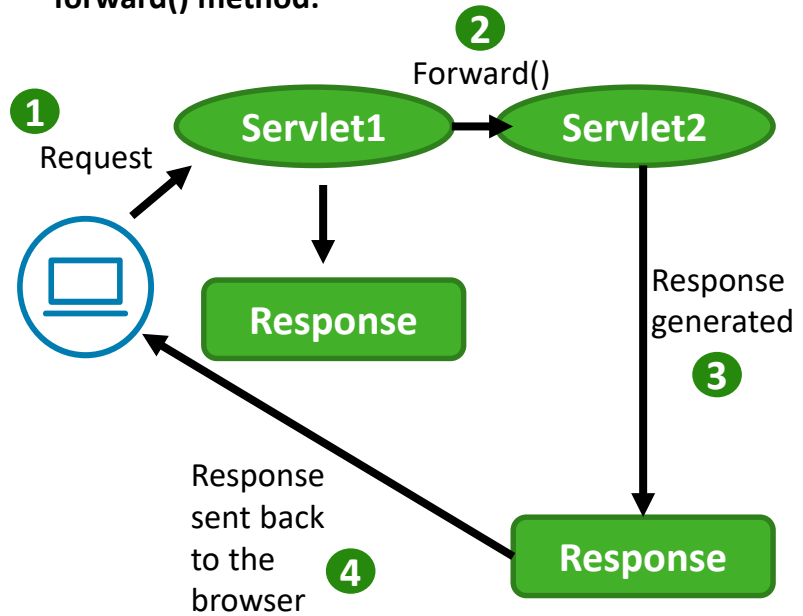 forward() method:
2
Forward()
1
Request
Servlet1
Servlet2
Response
Response
generated
3
Response
sent back
to the
browser
4
Response